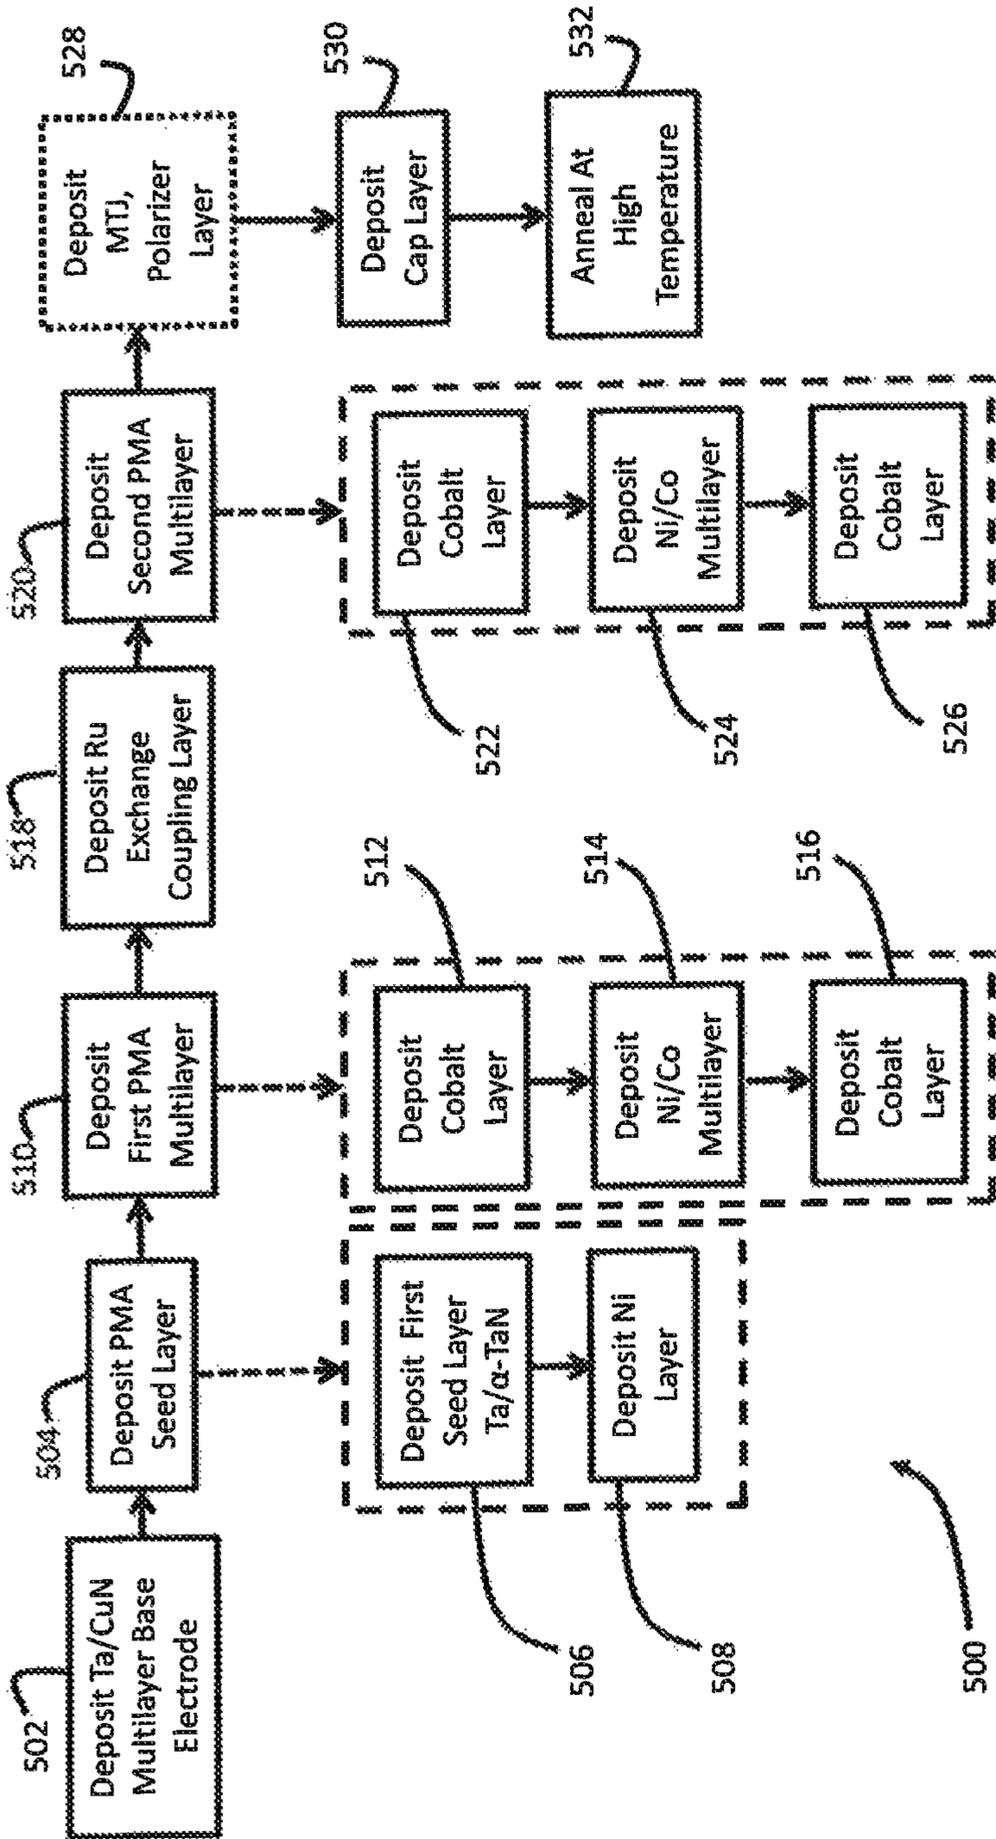 502
Deposit Ta/CuN
Multilayer Base
Electrode
504
Deposit PMA
Seed Layer
510
Deposit
First PMA
Multilayer
518
Deposit Ru
Exchange
Coupling Layer
520
Deposit
Second PMA
Multilayer
528
Deposit
MTJ,
Polarizer
Layer
506
Deposit First
Seed Layer
Ta/α-TaN
508
Deposit Ni
Layer
512
Deposit
Cobalt
Layer
514
Deposit
Ni/Co
Multilayer
516
Deposit
Cobalt
Layer
522
Deposit
Cobalt
Layer
524
Deposit
Ni/Co
Multilayer
526
Deposit
Cobalt
Layer
530
Deposit
Cap Layer
532
Anneal At
High
Temperature
500